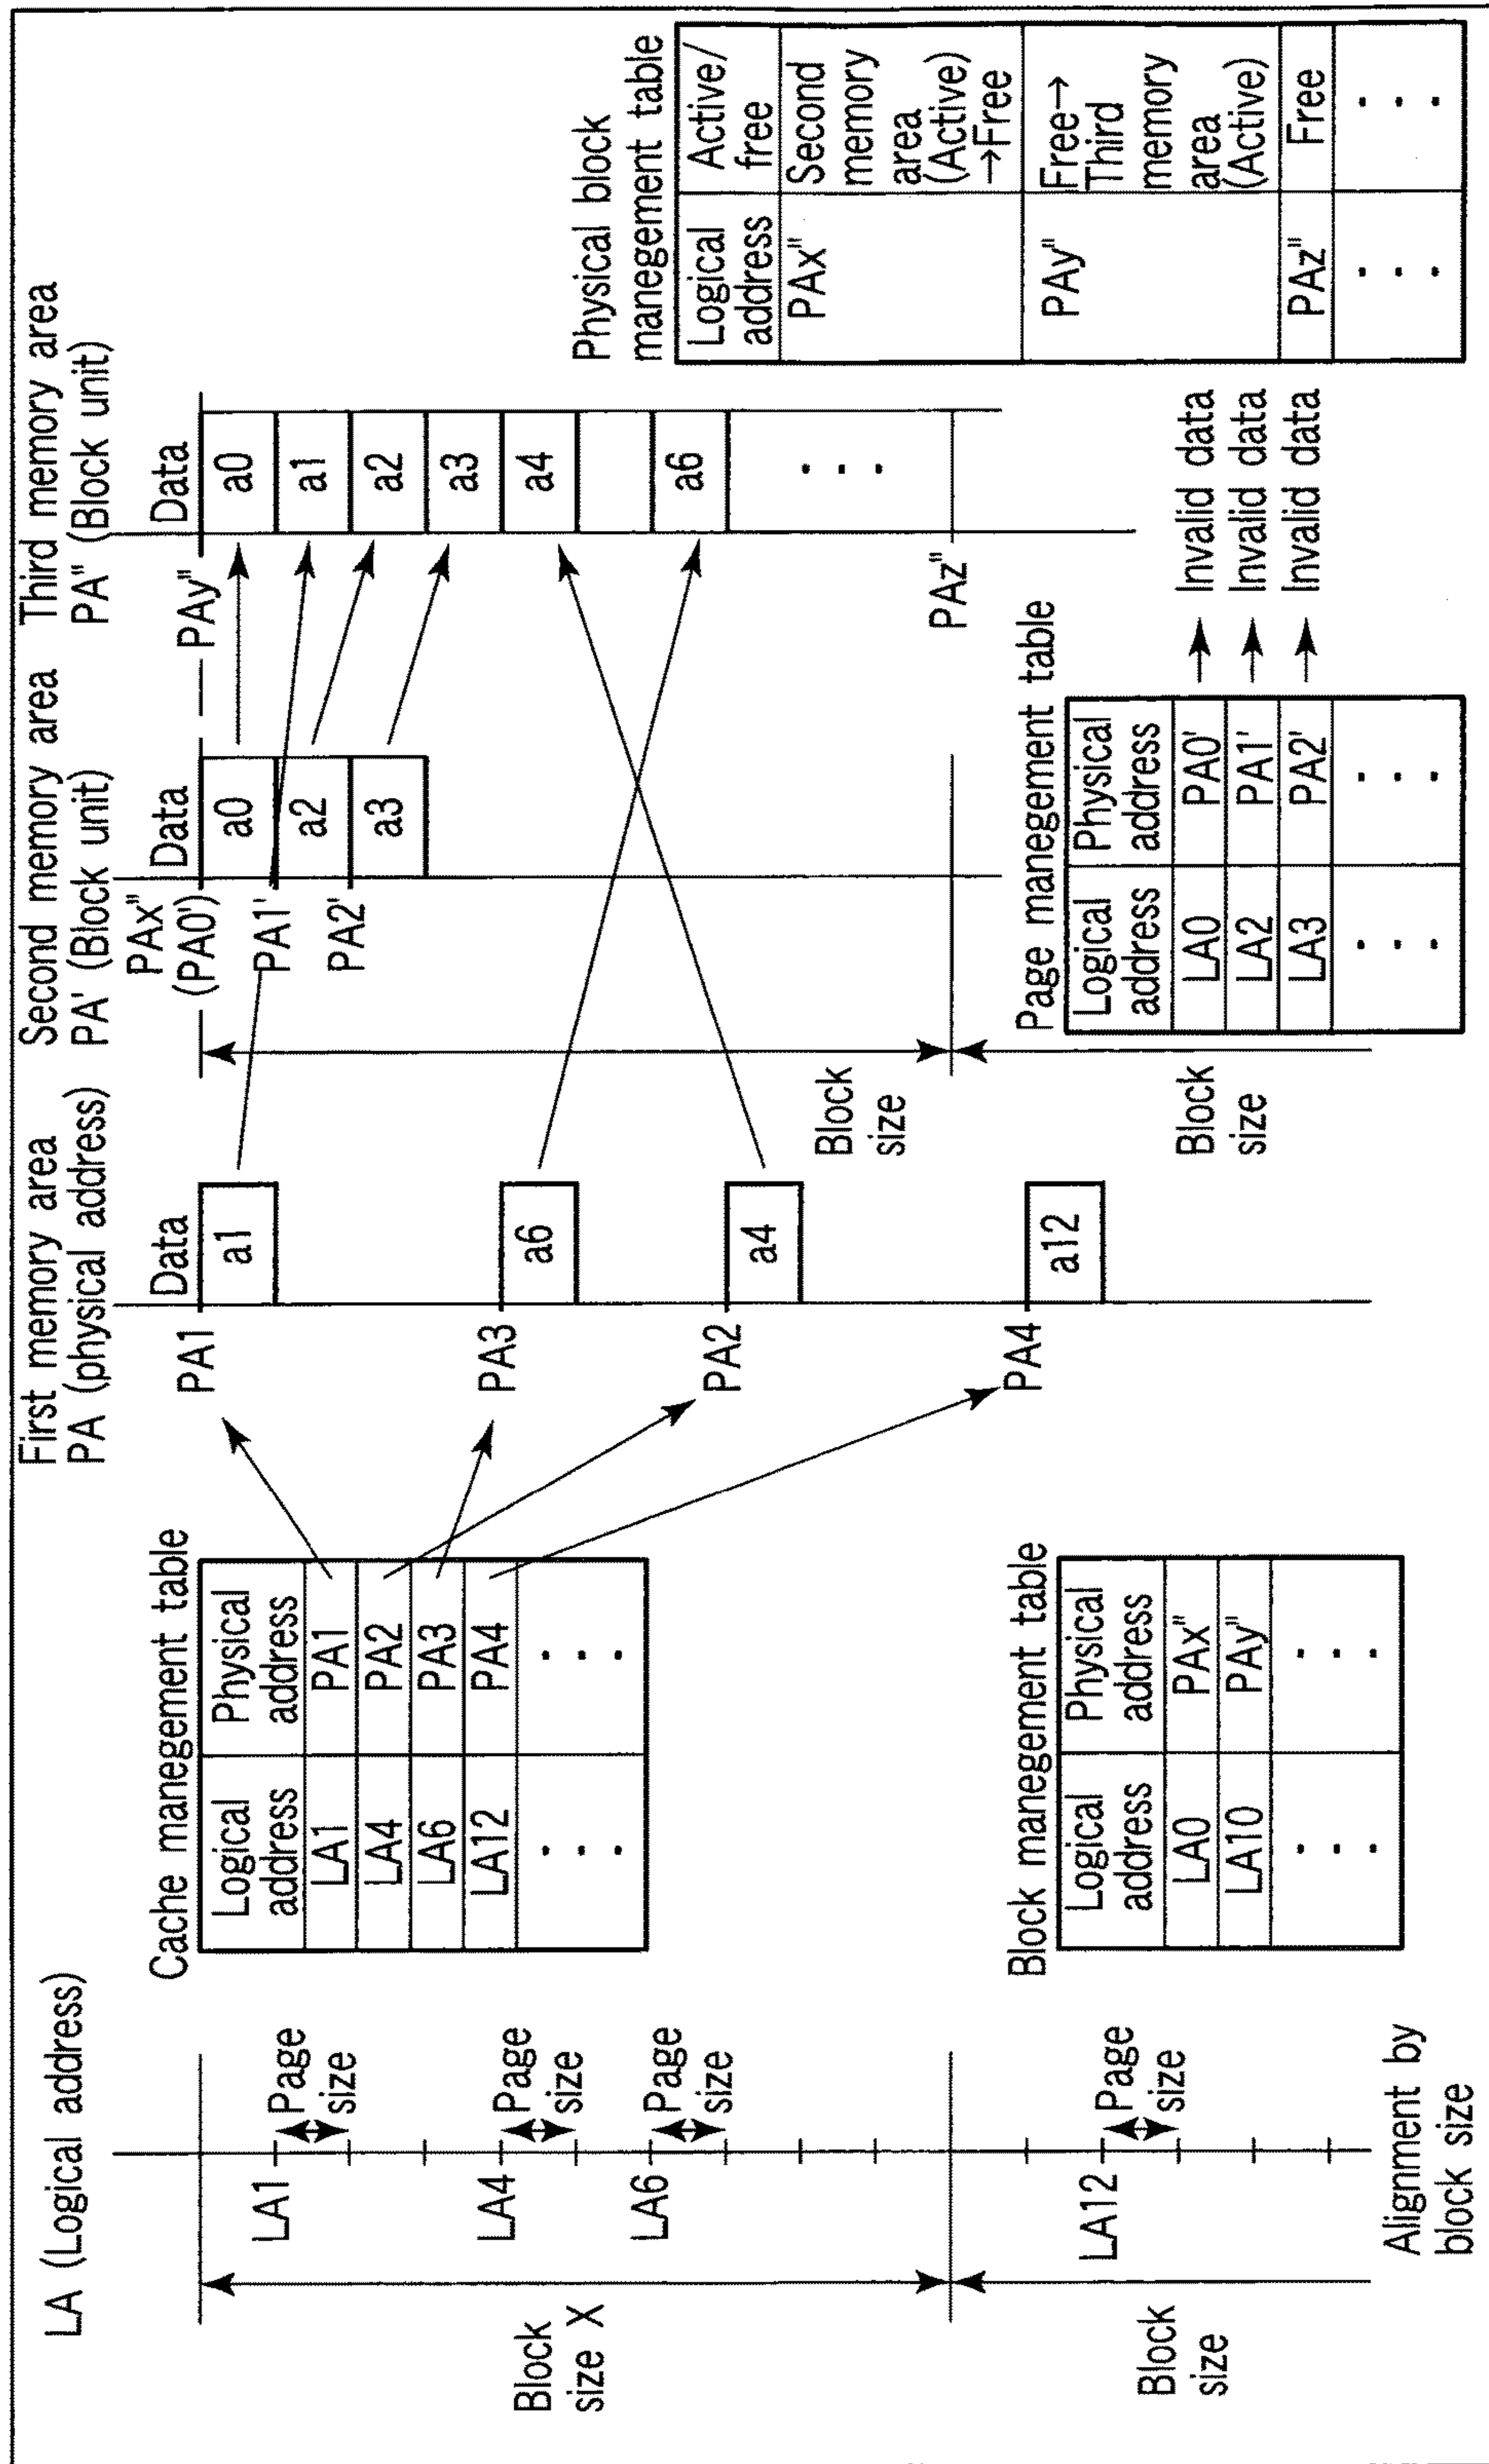 LA (Logical address)
LA1
Page
size
LA4
Page
size
LA6
Page
size
Block
size X
LA12
Page
size
Block
size
Alignment by
block size
Cache manegement table
Logical
address
Physical
address
LA1 PA1
LA4 PA2
LA6 PA3
LA12 PA4
Block manegement table
Logical
address
Physical
address
LA0 PAx"
LA10 PAy"
First memory area
PA (physical address)
Data
PA1
a1
PA3
a6
PA2
a4
PA4
a12
Second memory area
PA' (Block unit)
Data
PAx"
(PA0')
a0
PA1'
a2
PA2'
a3
Block
size
Block
size
Third memory area
PA" (Block unit)
Data
PAy"
a0
a1
a2
a3
a4
a6
PAz"
Page manegement table
Logical
address
Physical
address
LA0 PA0' → Invalid data
LA2 PA1' → Invalid data
LA3 PA2' → Invalid data
Physical block
manegement table
Logical
address
Active/
free
PAx"
Second
memory
area
(Active)
→Free
PAy"
Free→
Third
memory
area
(Active)
PAz" Free